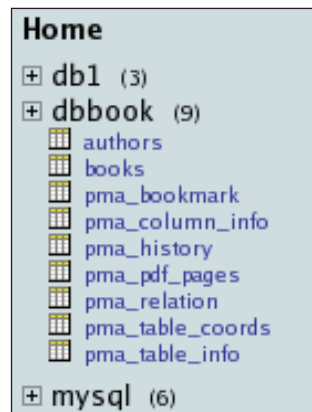 Home
db1 (3)
dbbook (9)
authors
books
pma_bookmark
pma_column_info
pma_history
pma_pdf_pages
pma_relation
pma_table_coords
pma_table_info
mysql (6)